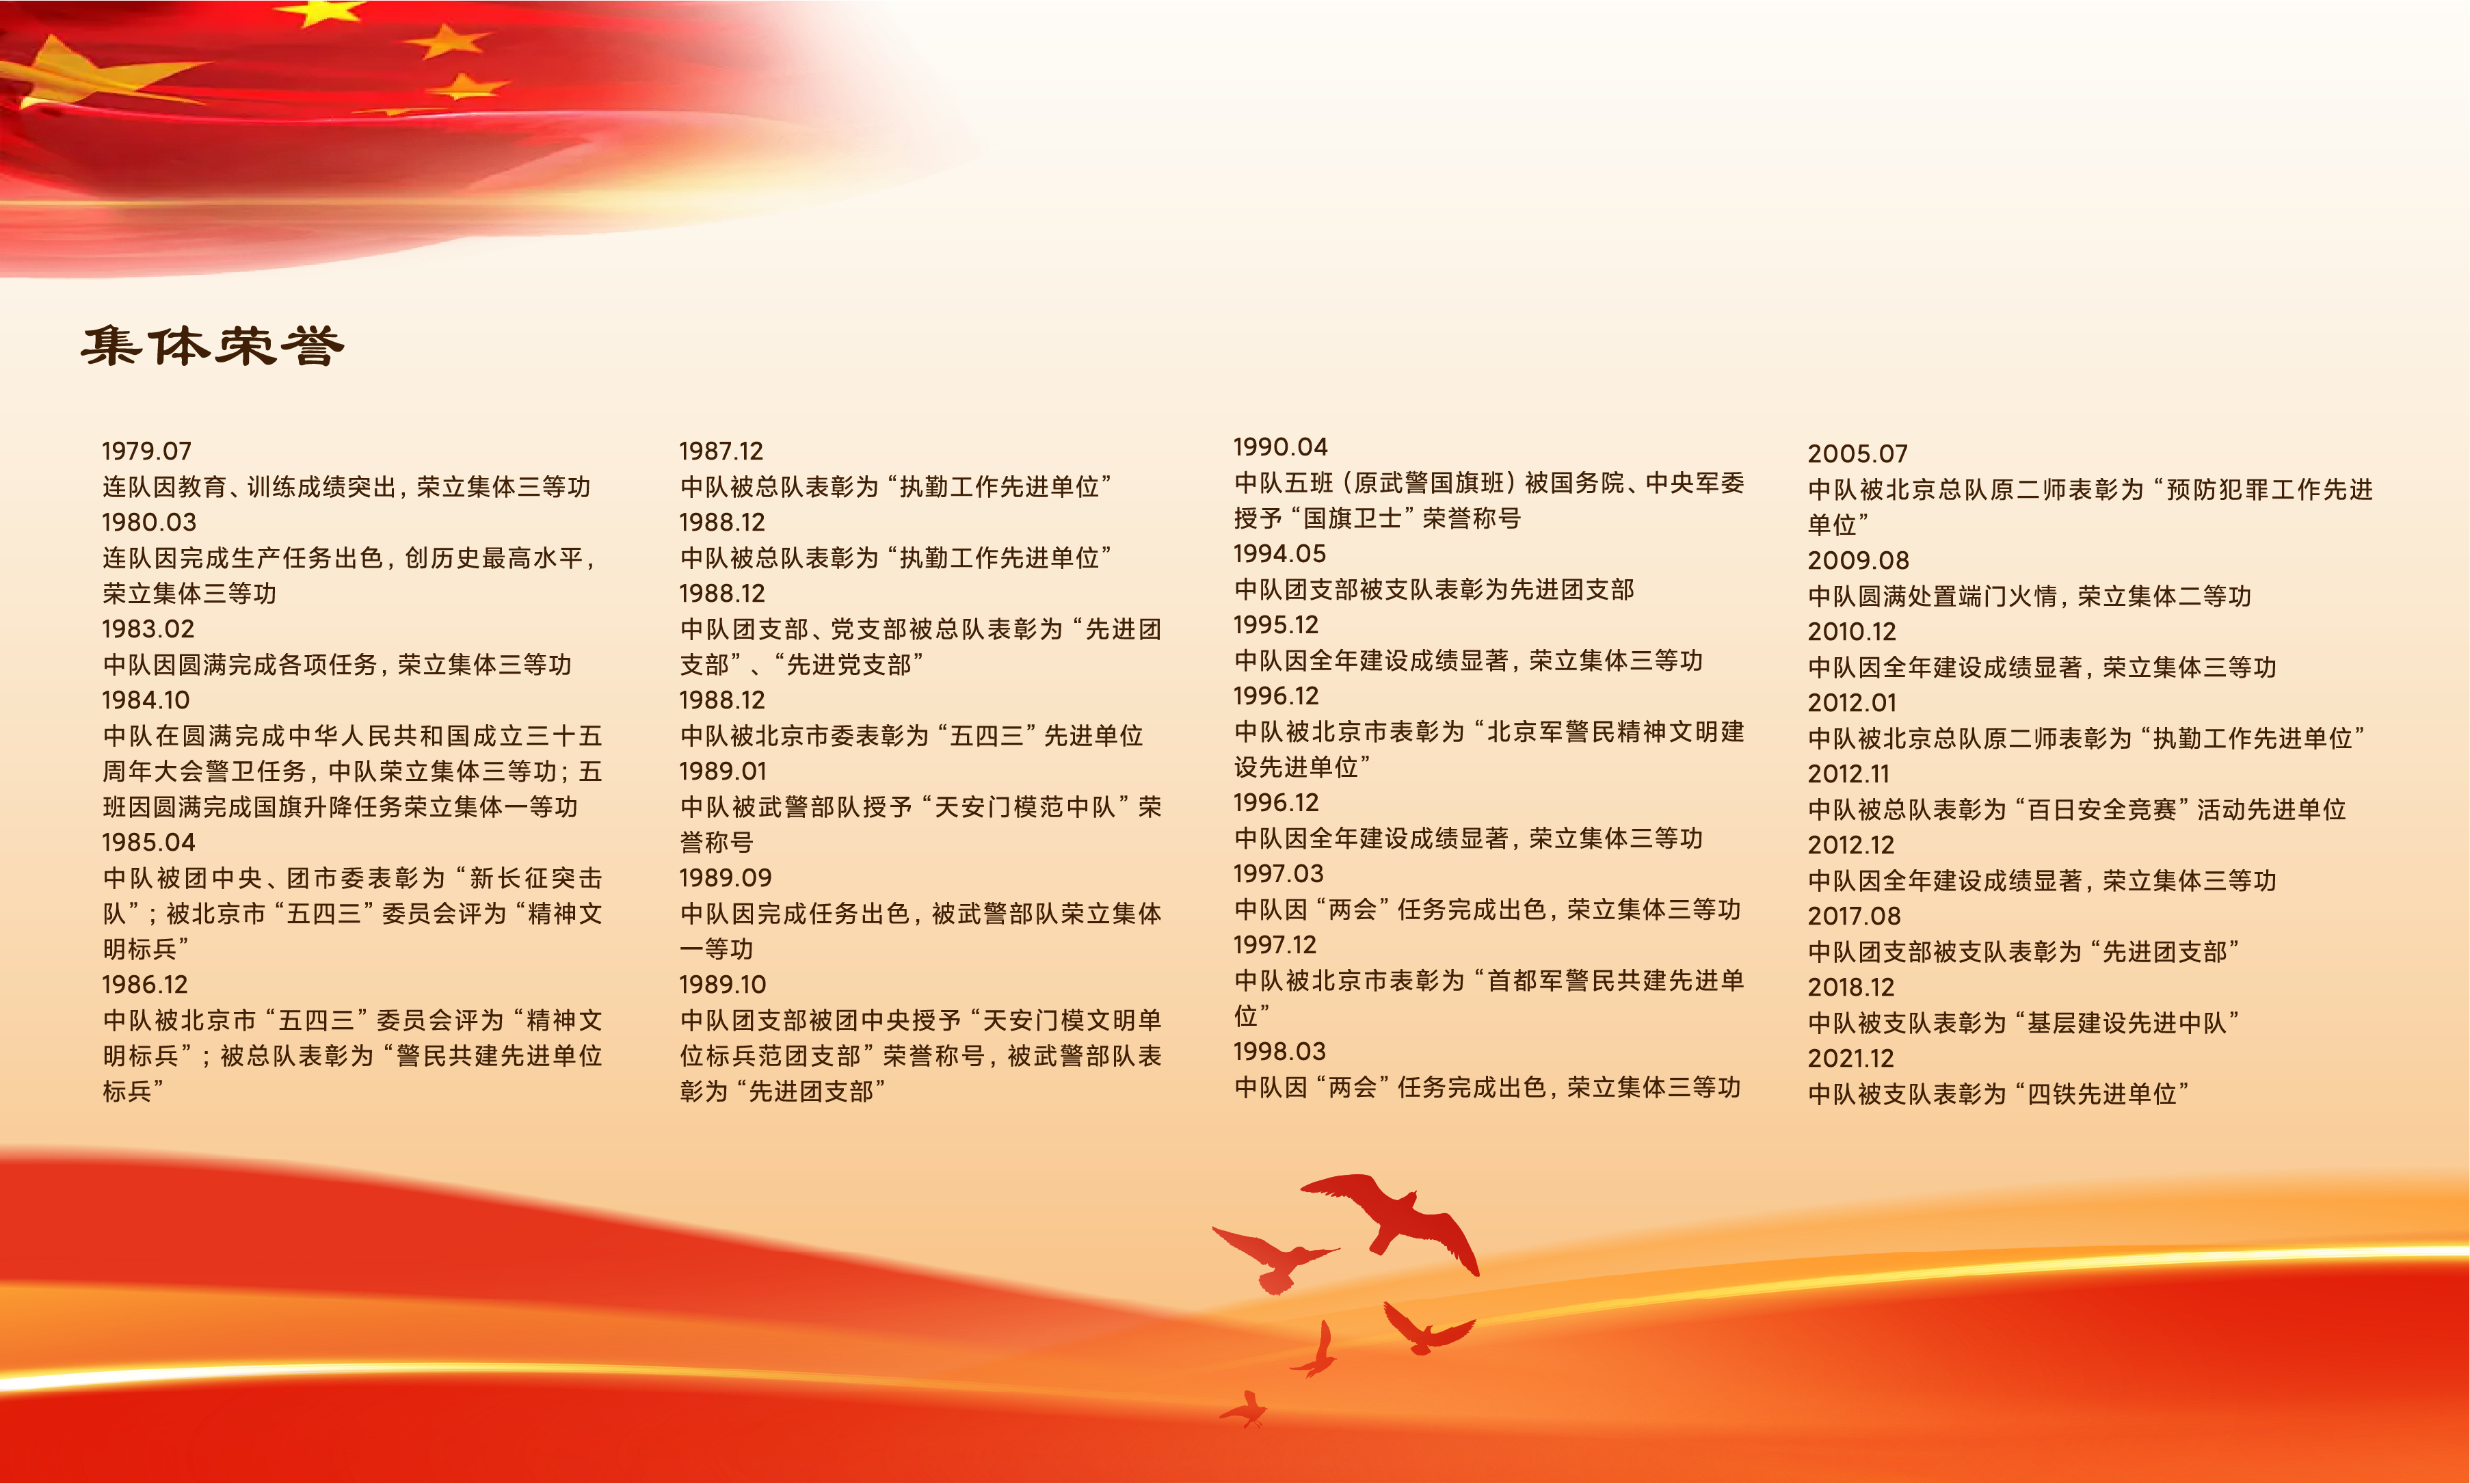 集体荣誉
1979.07
连队因教育、训练成绩突出，荣立集体三等功
1980.03
连队因完成生产任务出色，创历史最高水平，
荣立集体三等功
1983.02
中队因圆满完成各项任务，荣立集体三等功
1984.10
中队在圆满完成中华人民共和国成立三十五
周年大会警卫任务，中队荣立集体三等功；五
班因圆满完成国旗升降任务荣立集体一等功
1985.04
中队被团中央、团市委表彰为“新长征突击
队”；被北京市“五四三”委员会评为“精神文
明标兵”
1986.12
中队被北京市“五四三”委员会评为“精神文
明标兵”；被总队表彰为“警民共建先进单位
标兵”
1987.12
中队被总队表彰为“执勤工作先进单位”
1988.12
中队被总队表彰为“执勤工作先进单位”
1988.12
中队团支部、党支部被总队表彰为“先进团
支部”、“先进党支部”
1988.12
中队被北京市委表彰为“五四三”先进单位
1989.01
中队被武警部队授予“天安门模范中队”荣
誉称号
1989.09
中队因完成任务出色，被武警部队荣立集体
一等功
1989.10
中队团支部被团中央授予“天安门模文明单
位标兵范团支部”荣誉称号，被武警部队表
彰为“先进团支部”
1990.04
中队五班（原武警国旗班）被国务院、中央军委
授予“国旗卫士”荣誉称号
1994.05
中队团支部被支队表彰为先进团支部
1995.12
中队因全年建设成绩显著，荣立集体三等功
1996.12
中队被北京市表彰为“北京军警民精神文明建
设先进单位”
1996.12
中队因全年建设成绩显著，荣立集体三等功
1997.03
中队因“两会”任务完成出色，荣立集体三等功
1997.12
中队被北京市表彰为“首都军警民共建先进单
位”
1998.03
中队因“两会”任务完成出色，荣立集体三等功
2005.07
中队被北京总队原二师表彰为“预防犯罪工作先进
单位”
2009.08
中队圆满处置端门火情，荣立集体二等功
2010.12
中队因全年建设成绩显著，荣立集体三等功
2012.01
中队被北京总队原二师表彰为“执勤工作先进单位”
2012.11
中队被总队表彰为“百日安全竞赛”活动先进单位
2012.12
中队因全年建设成绩显著，荣立集体三等功
2017.08
中队团支部被支队表彰为“先进团支部”
2018.12
中队被支队表彰为“基层建设先进中队”
2021.12
中队被支队表彰为“四铁先进单位”